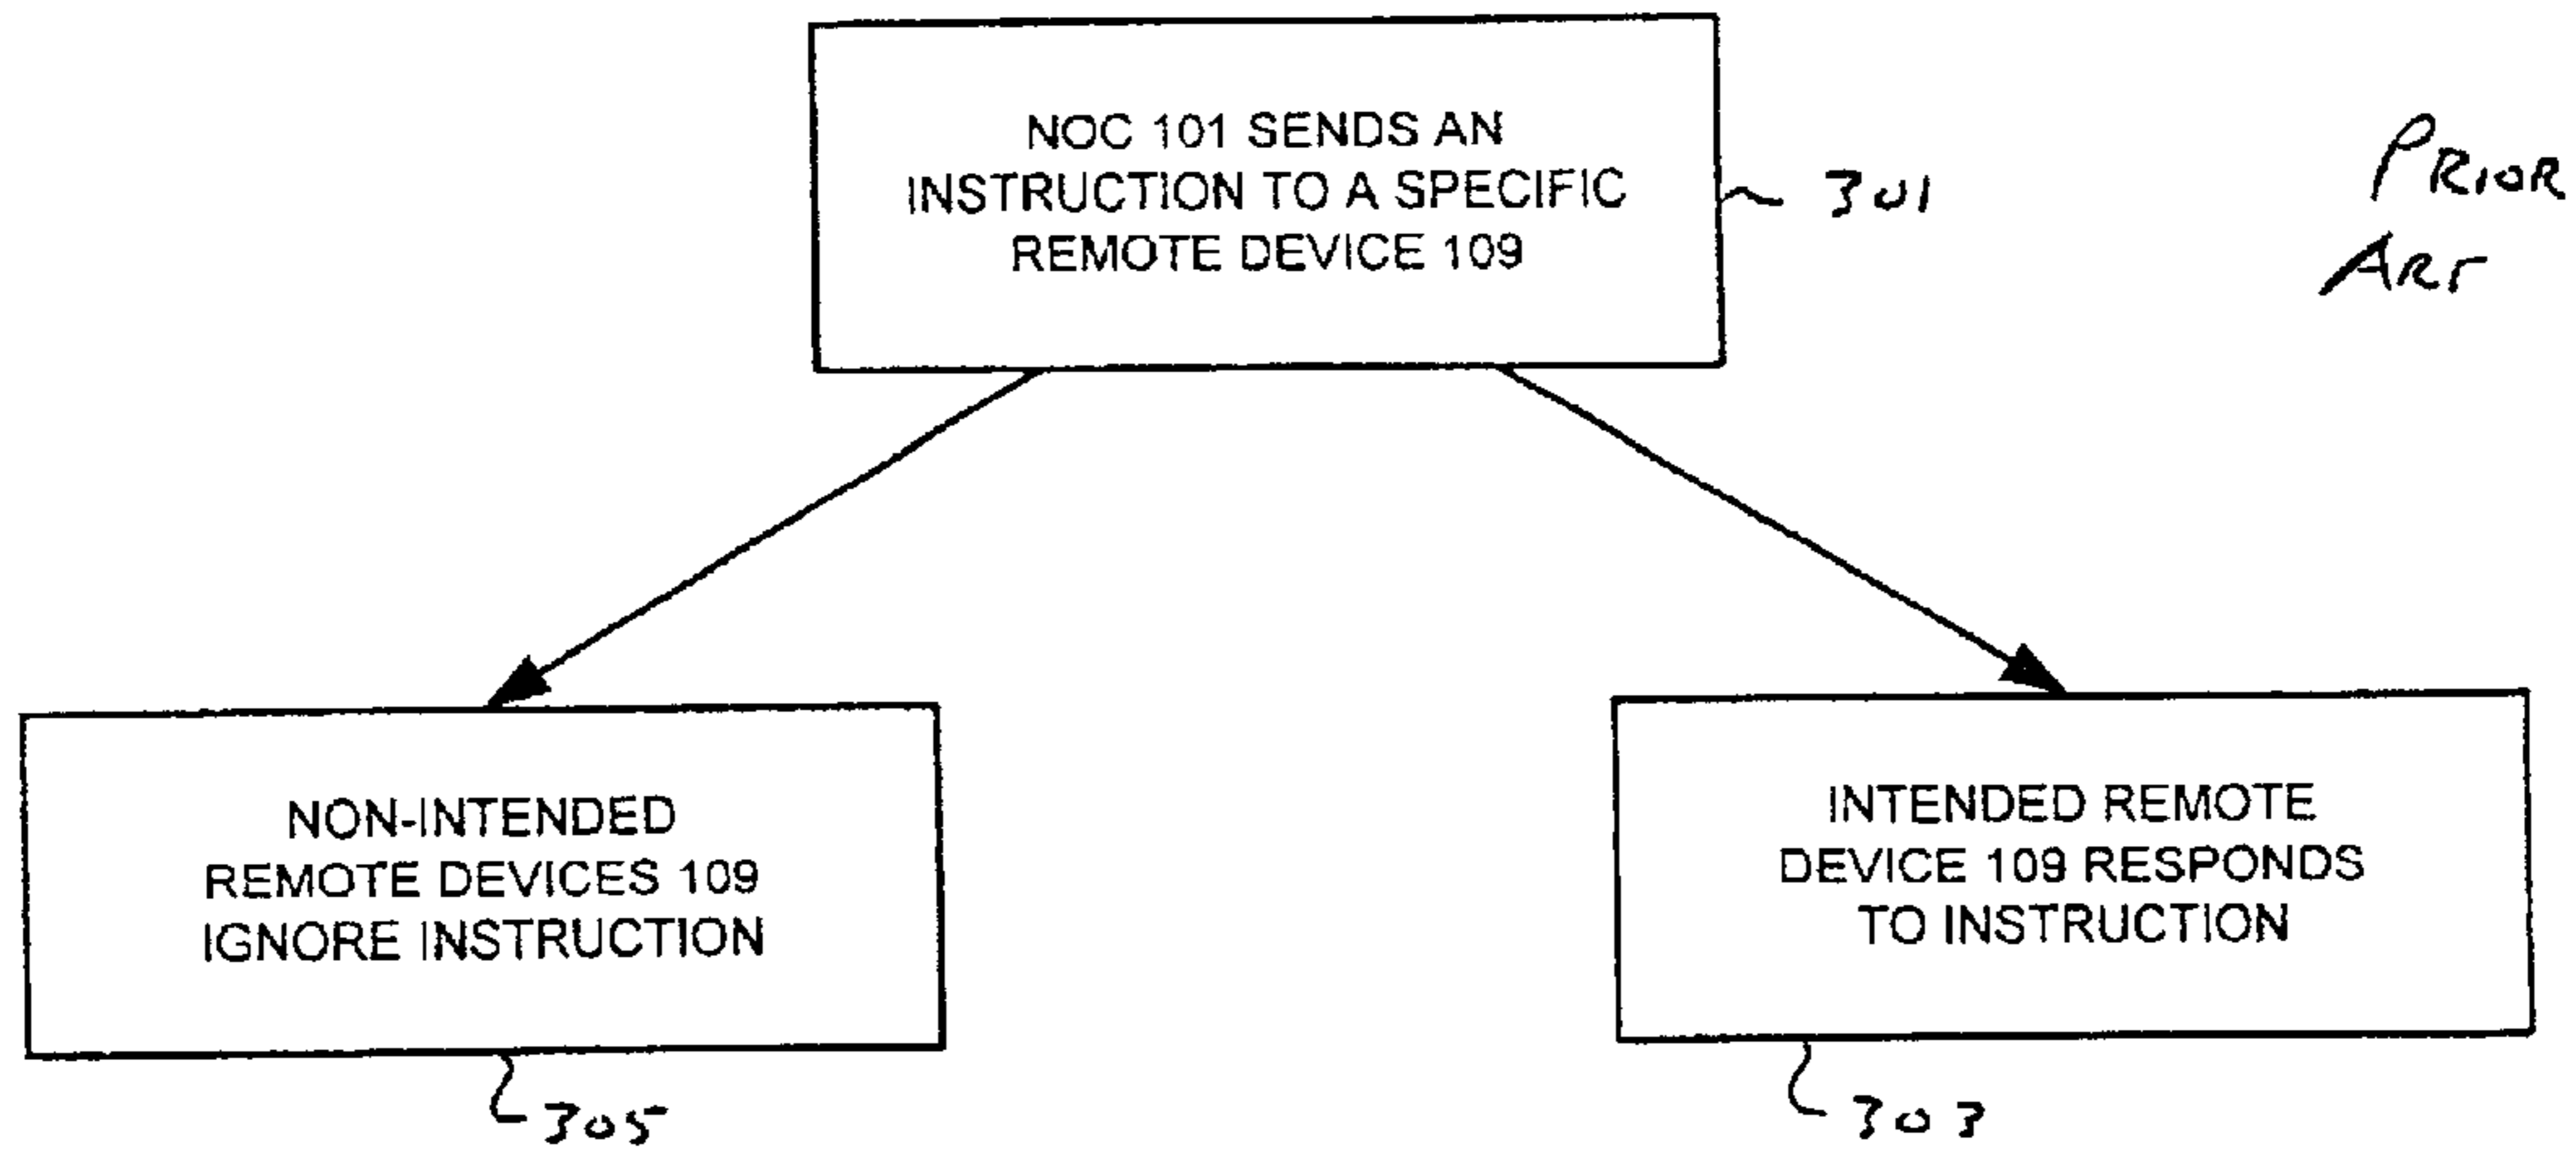 NOC 101 SENDS AN
INSTRUCTION TO A SPECIFIC
REMOTE DEVICE 109
301
PRIOR
ART
NON-INTENDED
REMOTE DEVICES 109
IGNORE INSTRUCTION
305
INTENDED REMOTE
DEVICE 109 RESPONDS
TO INSTRUCTION
303